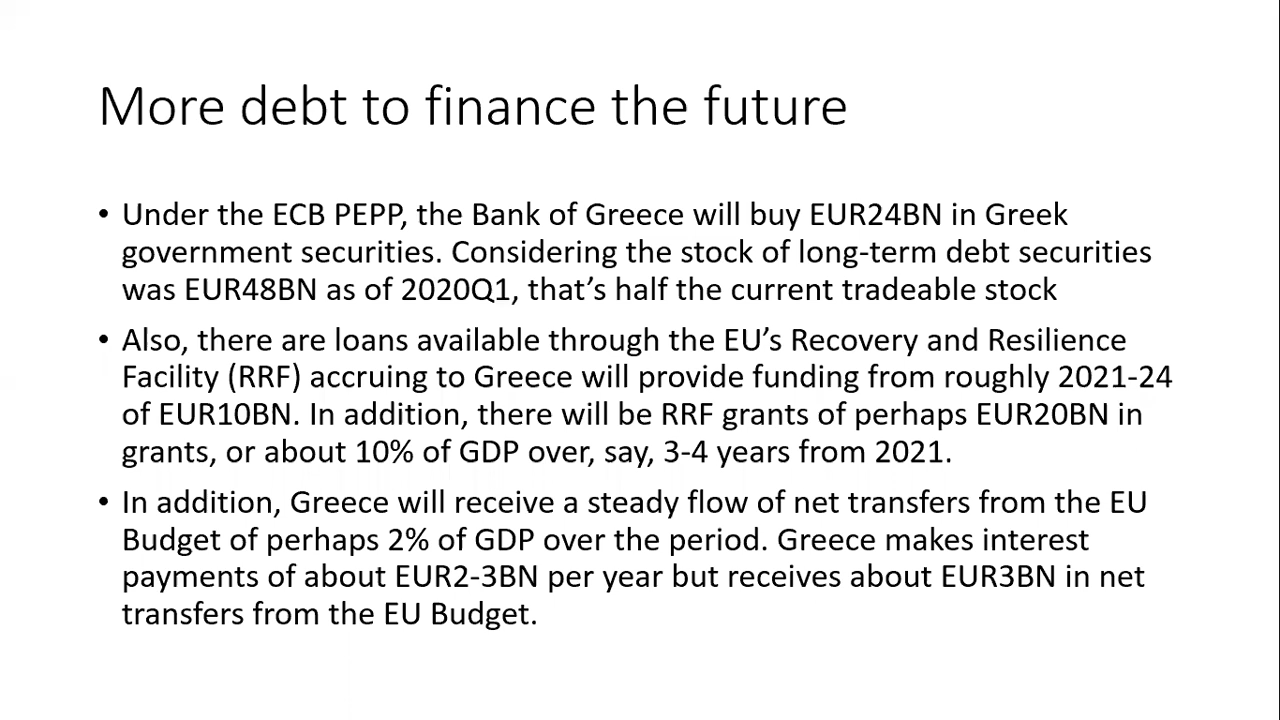 More debt to finance the future
• Under the ECB PEPP, the Bank of Greece will buy EUR24BN in Greek
government securities. Considering the stock of long-term debt securities
was EUR48BN as of 2020Q1, that’s half the current tradeable stock
• Also, there are loans available through the EU’s Recovery and Resilience
Facility (RRF) accruing to Greece will provide funding from roughly 2021-24
of EUR10BN. In addition, there will be RRF grants of perhaps EUR20BN in
grants, or about 10% of GDP over, say, 3-4 years from 2021.
• In addition, Greece will receive a steady flow of net transfers from the EU
Budget of perhaps 2% of GDP over the period. Greece makes interest
payments of about EUR2-3BN per year but receives about EUR3BN in net
transfers from the EU Budget.